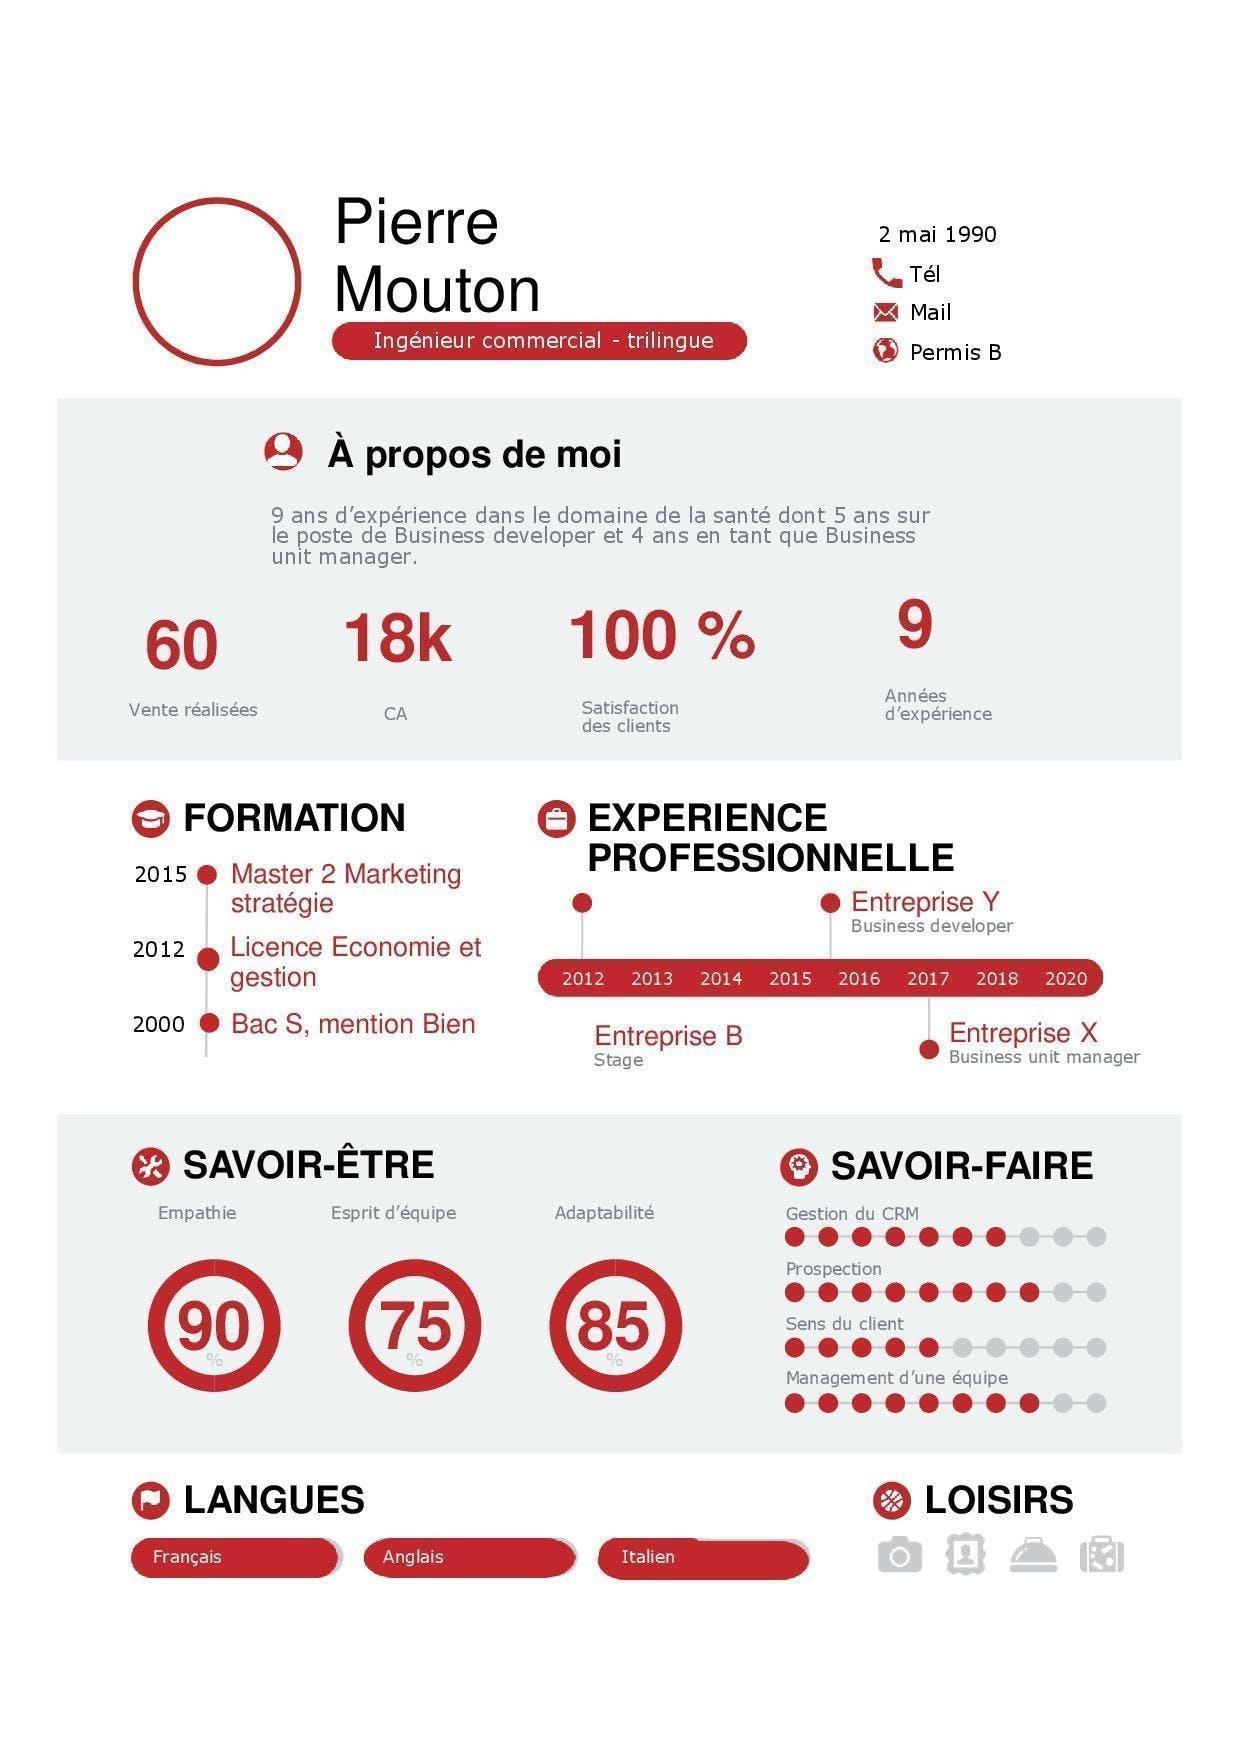 Pierre
Mouton
Ingénieur commercial - trilingue
2 mai 1990
Tél
Mail
Permis B
À propos de moi
9 ans d’expérience dans le domaine de la santé dont 5 ans sur
le poste de Business developer et 4 ans en tant que Business
unit manager.
60
Vente réalisées
18k
CA
100 %
Satisfaction
des clients
9
Années
d’expérience
FORMATION
2015 Master 2 Marketing
stratégie
2012 Licence Economie et
gestion
2000 Bac S, mention Bien
EXPERIENCE
PROFESSIONNELLE
Entreprise Y
Business developer
2012 2013 2014 2015 2016 2017 2018 2020
Entreprise B
Stage
Entreprise X
Business unit manager
SAVOIR-ÊTRE
Empathie
90
%
Esprit d’équipe
75
%
Adaptabilité
85
%
SAVOIR-FAIRE
Gestion du CRM
Prospection
Sens du client
Management d’une équipe
LANGUES
Français
Anglais
Italien
LOISIRS